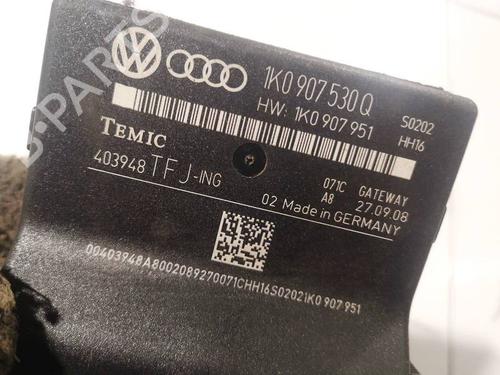 1K0 907 530 Q
HW: 1K0 907 951
S0202
HH16
TEMIC
403948 TFJ-ING
071C GATEWAY
A8 27.09.08
02 Made in GERMANY
00403948A8002089270071CHH16S02021K0 907 951
B-PARTS